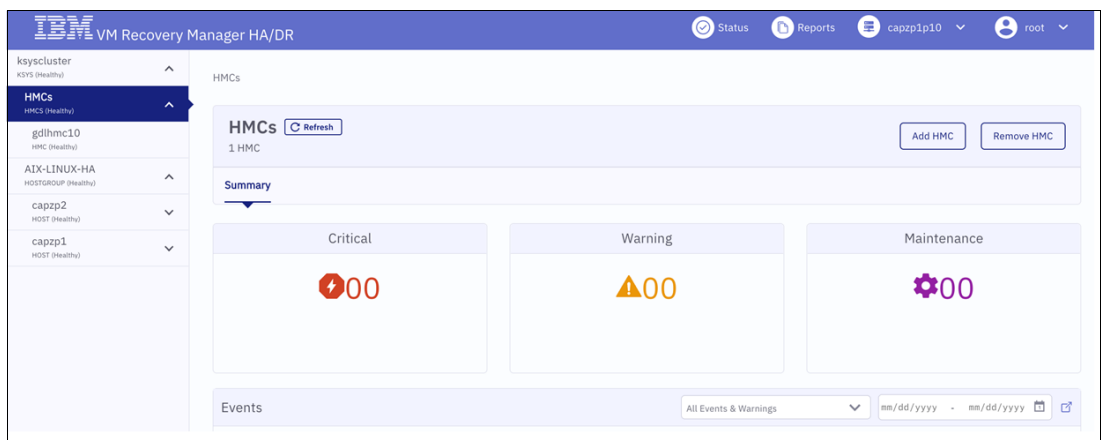 IBM VM Recovery Manager HA/DR
Status
Reports
capzp1p10
root
ksyscluster
KSYS (Healthy)
HMCs
HMCS (Healthy)
gdlhmc10
HMC (Healthy)
AIX-LINUX-HA
HOSTGROUP (Healthy)
capzp2
HOST (Healthy)
capzp1
HOST (Healthy)
HMCs
HMCs Refresh
1 HMC
Add HMC
Remove HMC
Summary
Critical
00
Warning
00
Maintenance
00
Events
All Events & Warnings
mm/dd/yyyy - mm/dd/yyyy